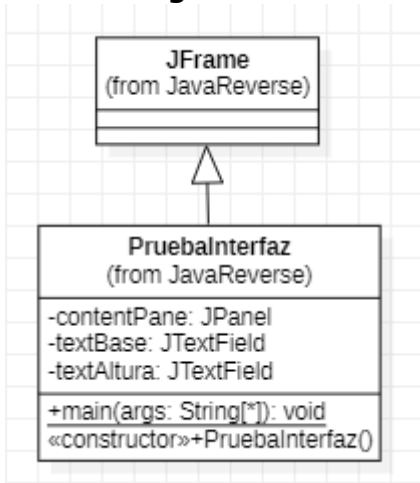 JFrame
(from JavaReverse)
PruebaInterfaz
(from JavaReverse)
-contentPane: JPanel
-textBase: JTextField
-textAltura: JTextField
+main(args: String[*]): void
«constructor»+PruebaInterfaz()